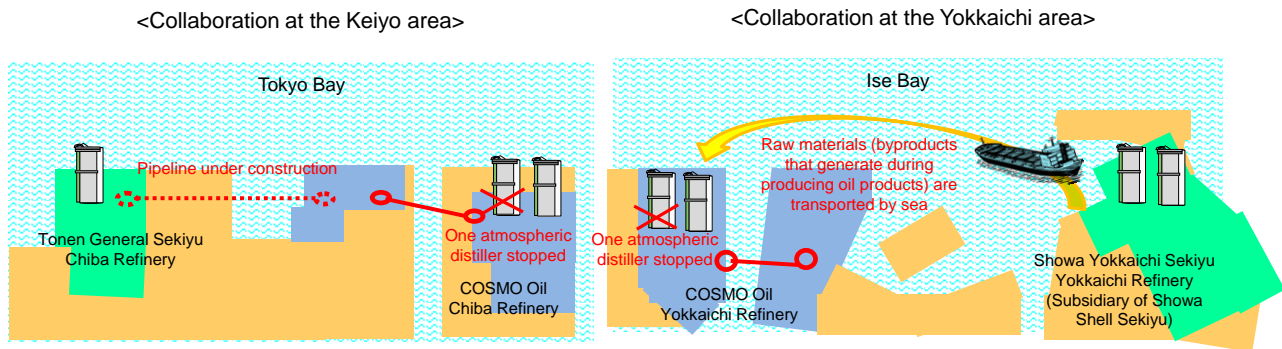 <Collaboration at the Keiyo area>
<Collaboration at the Yokkaichi area>
Tokyo Bay
Pipeline under construction
Tonen General Sekiyu
Chiba Refinery
One atmospheric
distiller stopped
COSMO Oil
Chiba Refinery
Ise Bay
Raw materials (byproducts
that generate during
producing oil products) are
transported by sea
One atmospheric
distiller stopped
COSMO Oil
Yokkaichi Refinery
Showa Yokkaichi Sekiyu
Yokkaichi Refinery
(Subsidiary of Showa
Shell Sekiyu)